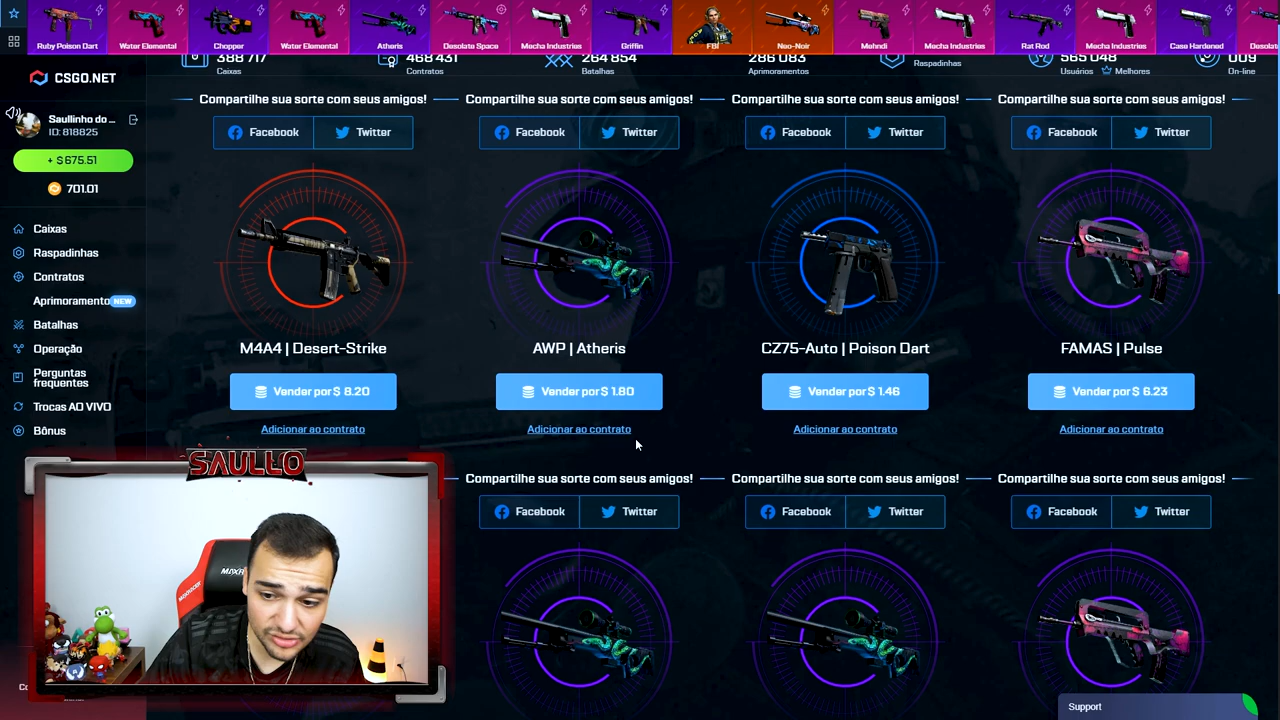 Ruby Poison Dart
Water Elemental
Chopper
Water Elemental
Atheris
Desolate Space
Mecha Industries
Griffin
FBI
Neo-Noir
Mehndi
Mecha Industries
Rat Rod
Mecha Industries
Case Hardened
Desolat
388 717
Caixas
468 431
Contratos
264 854
Batalhas
286 083
Aprimoramentos
Raspadinhas
565 048
Usuários
Melhores
009
On-line
CSGO.NET
Saullinho do ...
ID: 818825
+ $ 675.51
701.01
Caixas
Raspadinhas
Contratos
Aprimoramento NEW
Batalhas
Operação
Perguntas
frequentes
Trocas AO VIVO
Bônus
Compartilhe sua sorte com seus amigos!
Facebook Twitter
M4A4 | Desert-Strike
Vender por $ 8.20
Adicionar ao contrato
Compartilhe sua sorte com seus amigos!
Facebook Twitter
AWP | Atheris
Vender por $ 1.80
Adicionar ao contrato
Compartilhe sua sorte com seus amigos!
Facebook Twitter
CZ75-Auto | Poison Dart
Vender por $ 1.46
Adicionar ao contrato
Compartilhe sua sorte com seus amigos!
Facebook Twitter
FAMAS | Pulse
Vender por $ 6.23
Adicionar ao contrato
Compartilhe sua sorte com seus amigos!
Facebook Twitter
Compartilhe sua sorte com seus amigos!
Facebook Twitter
Compartilhe sua sorte com seus amigos!
Facebook Twitter
SAULLO
Support